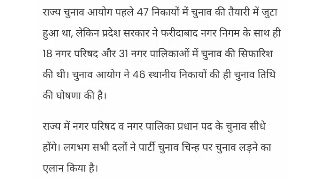 राज्य चुनाव आयोग पहले 47 निकायों में चुनाव की तैयारी में जुटा
हुआ था, लेकिन प्रदेश सरकार ने फरीदाबाद नगर निगम के साथ ही
18 नगर परिषद और 31 नगर पालिकाओं में चुनाव की सिफारिश
की थी। चुनाव आयोग ने 46 स्थानीय निकायों की ही चुनाव तिथि
की घोषणा की है।
राज्य में नगर परिषद व नगर पालिका प्रधान पद के चुनाव सीधे
होंगे। लगभग सभी दलों ने पार्टी चुनाव चिन्ह पर चुनाव लड़ने का
एलान किया है।